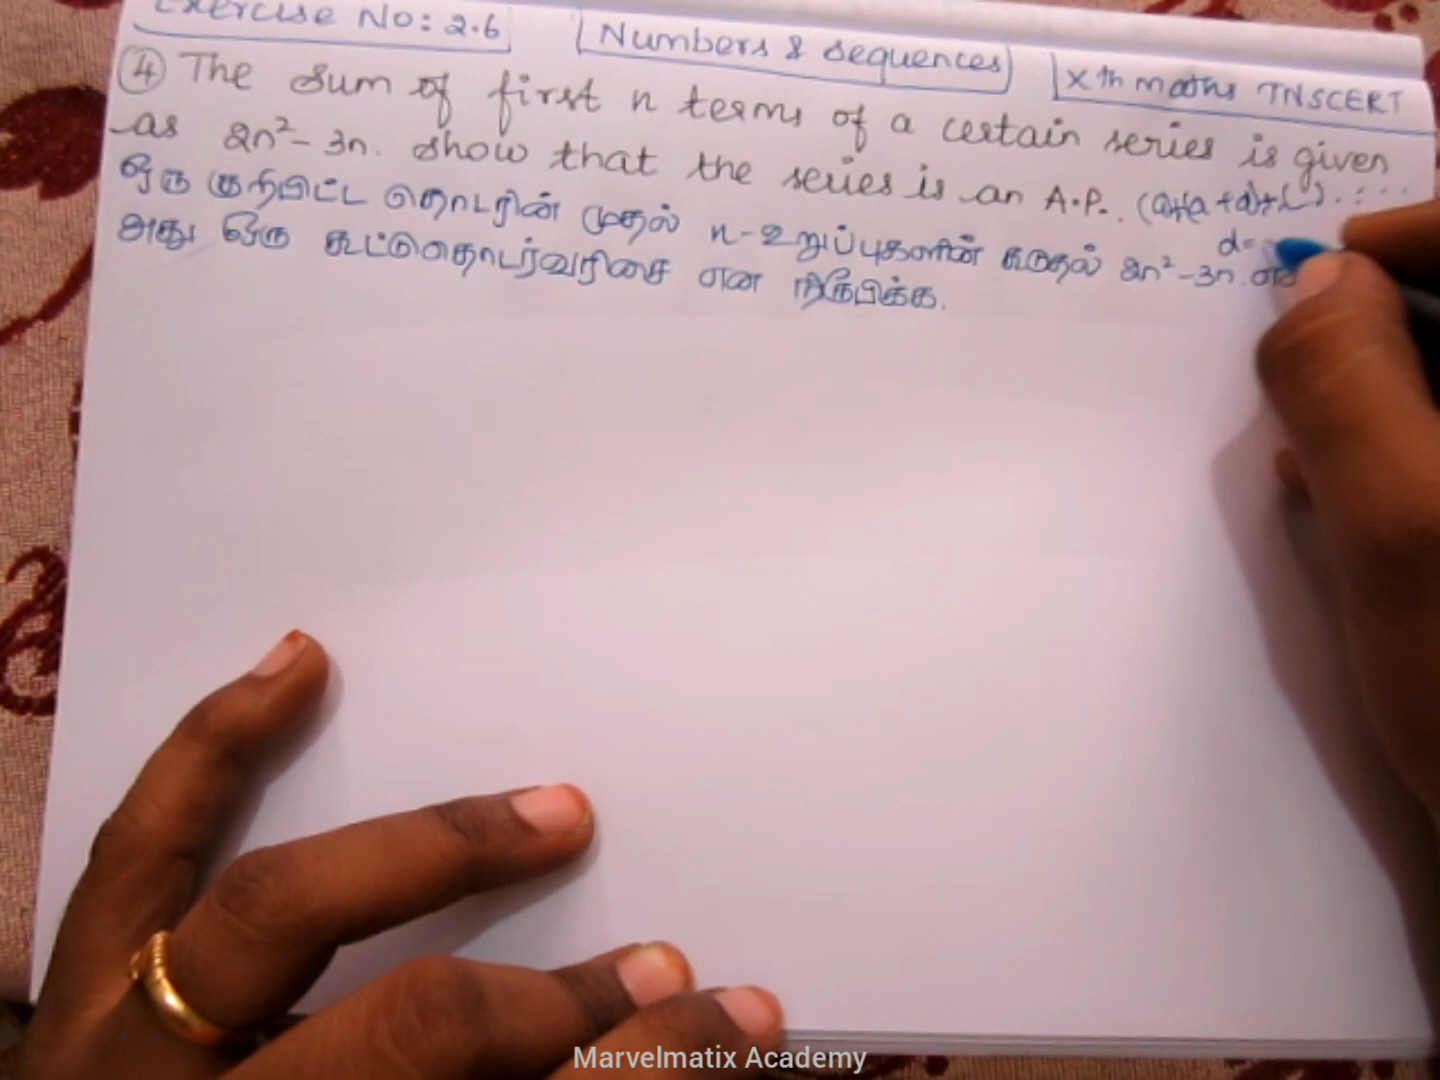 Exercise No: 2.6 Numbers & Sequences Xth maths TNSCERT
④ The Sum of first n terms of a certain series is given
as 2n²- 3n. Show that the series is an A.P.. (a)+(a+d)+( )......
d=
ஒரு குறிப்பிட்ட தொடரின் முதல் n-உறுப்புகளின் கூடுதல் 2n²-3n.
அது ஒரு கூட்டுதொடர்வரிசை என நிரூபிக்க.
Marvelmatix Academy